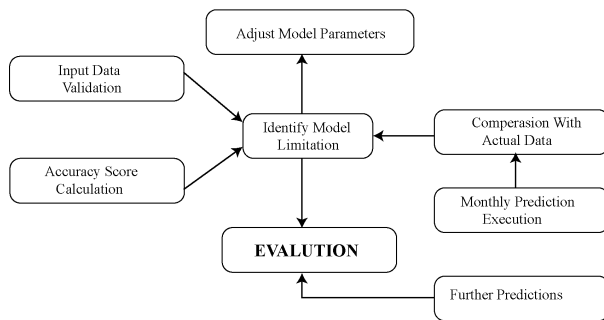 Adjust Model Parameters
Input Data
Validation
Identify Model
Limitation
Comperasion With
Actual Data
Accuracy Score
Calculation
Monthly Prediction
Execution
EVALUTION
Further Predictions